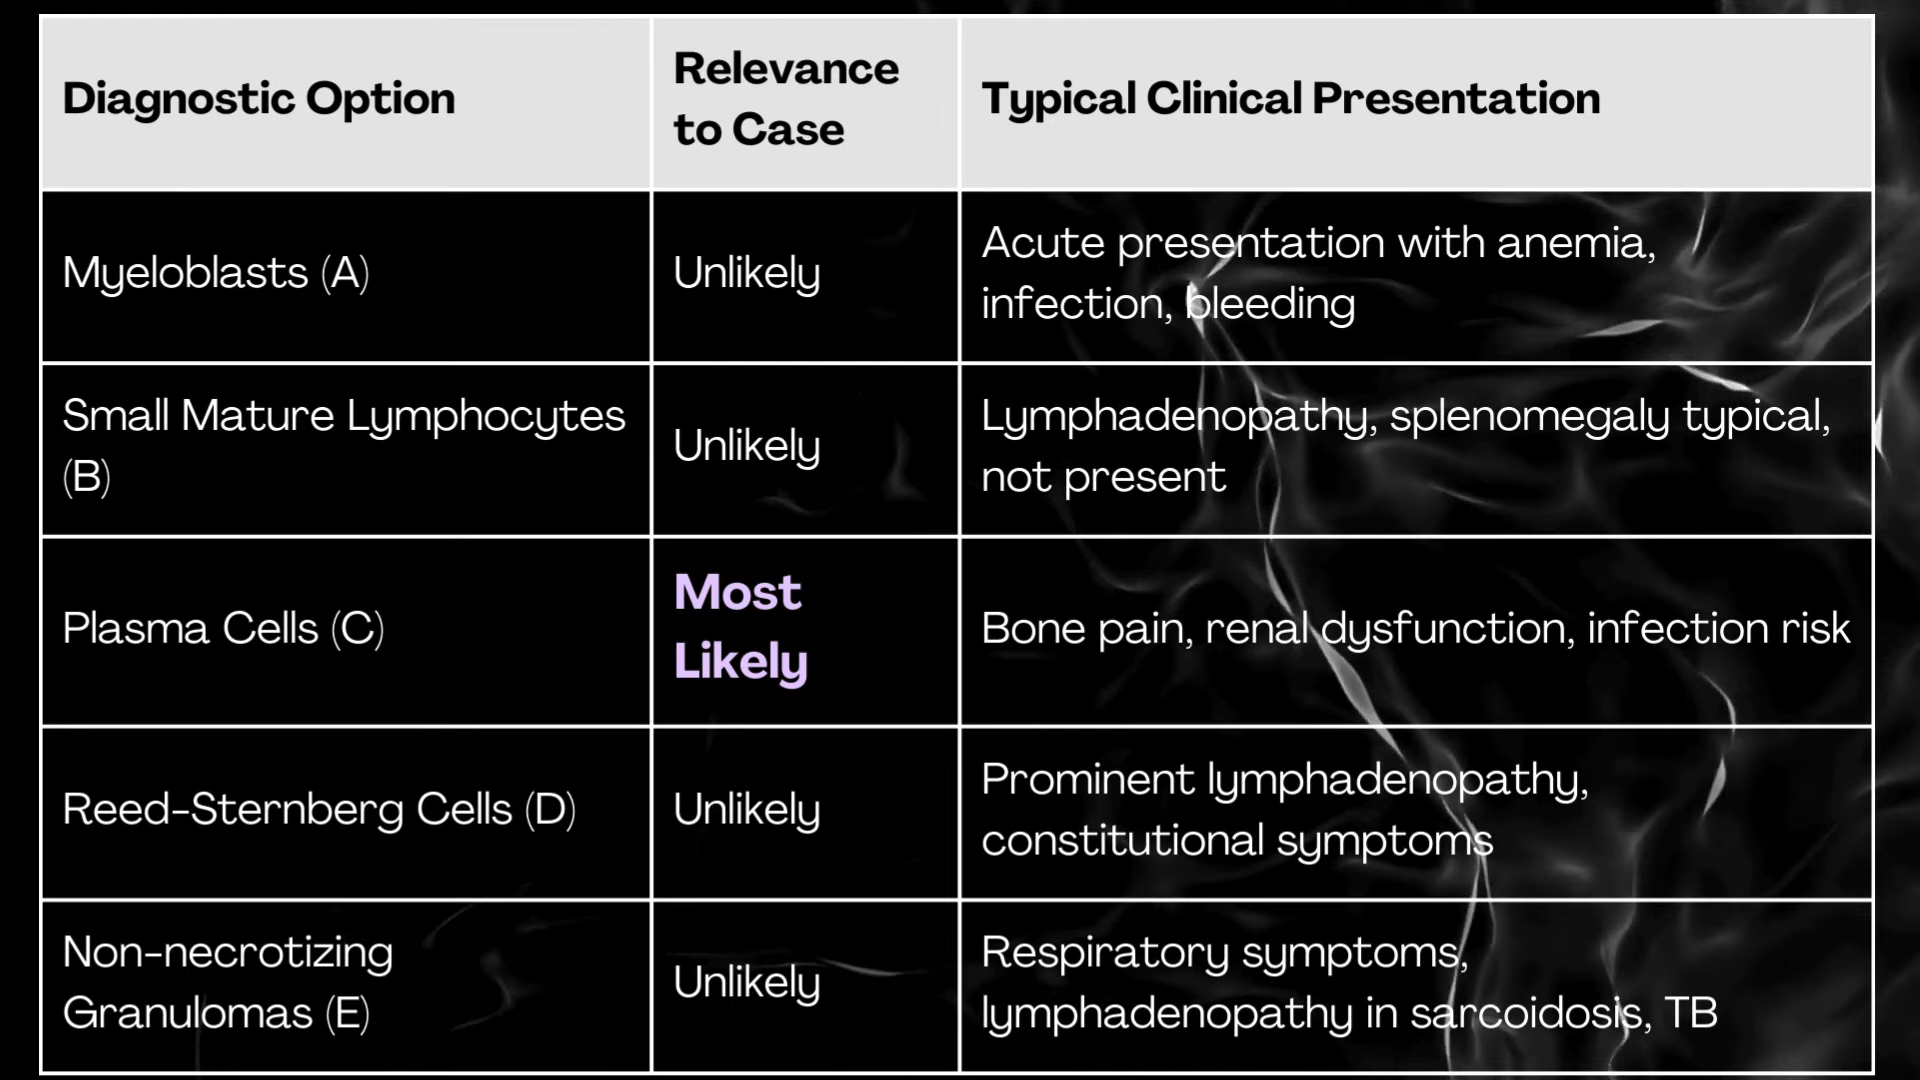 Diagnostic Option
Relevance
to Case
Typical Clinical Presentation
Myeloblasts (A)
Unlikely
Acute presentation with anemia,
infection, bleeding
Small Mature Lymphocytes
(B)
Unlikely
Lymphadenopathy, splenomegaly typical,
not present
Plasma Cells (C)
Most
Likely
Bone pain, renal dysfunction, infection risk
Reed-Sternberg Cells (D)
Unlikely
Prominent lymphadenopathy,
constitutional symptoms
Non-necrotizing
Granulomas (E)
Unlikely
Respiratory symptoms,
lymphadenopathy in sarcoidosis, TB